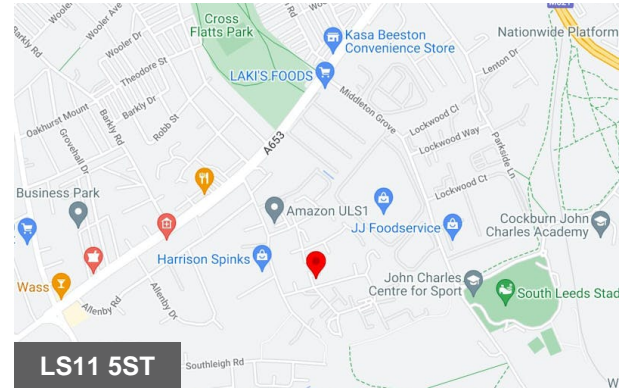 Cross
Flatts Park
Wooler Ave
Wooler Dr
Barkly Rd
Theodore St
Barkly Dr
Robb St
Oakhurst Mount
Barkly Rd
Grovehall Dr
Kasa Beeston
Convenience Store
LAKI'S FOODS
Nationwide Platform
Lenton Dr
Middleton Grove
Lockwood Cl
Lockwood Way
Parkside Ln
A653
Lockwood Ct
Business Park
Amazon ULS1
JJ Foodservice
Cockburn John
Charles Academy
Harrison Spinks
Wass
Allenby Rd
Allenby Dr
John Charles
Centre for Sport
South Leeds Stad
Southleigh Rd
W
LS11 5ST